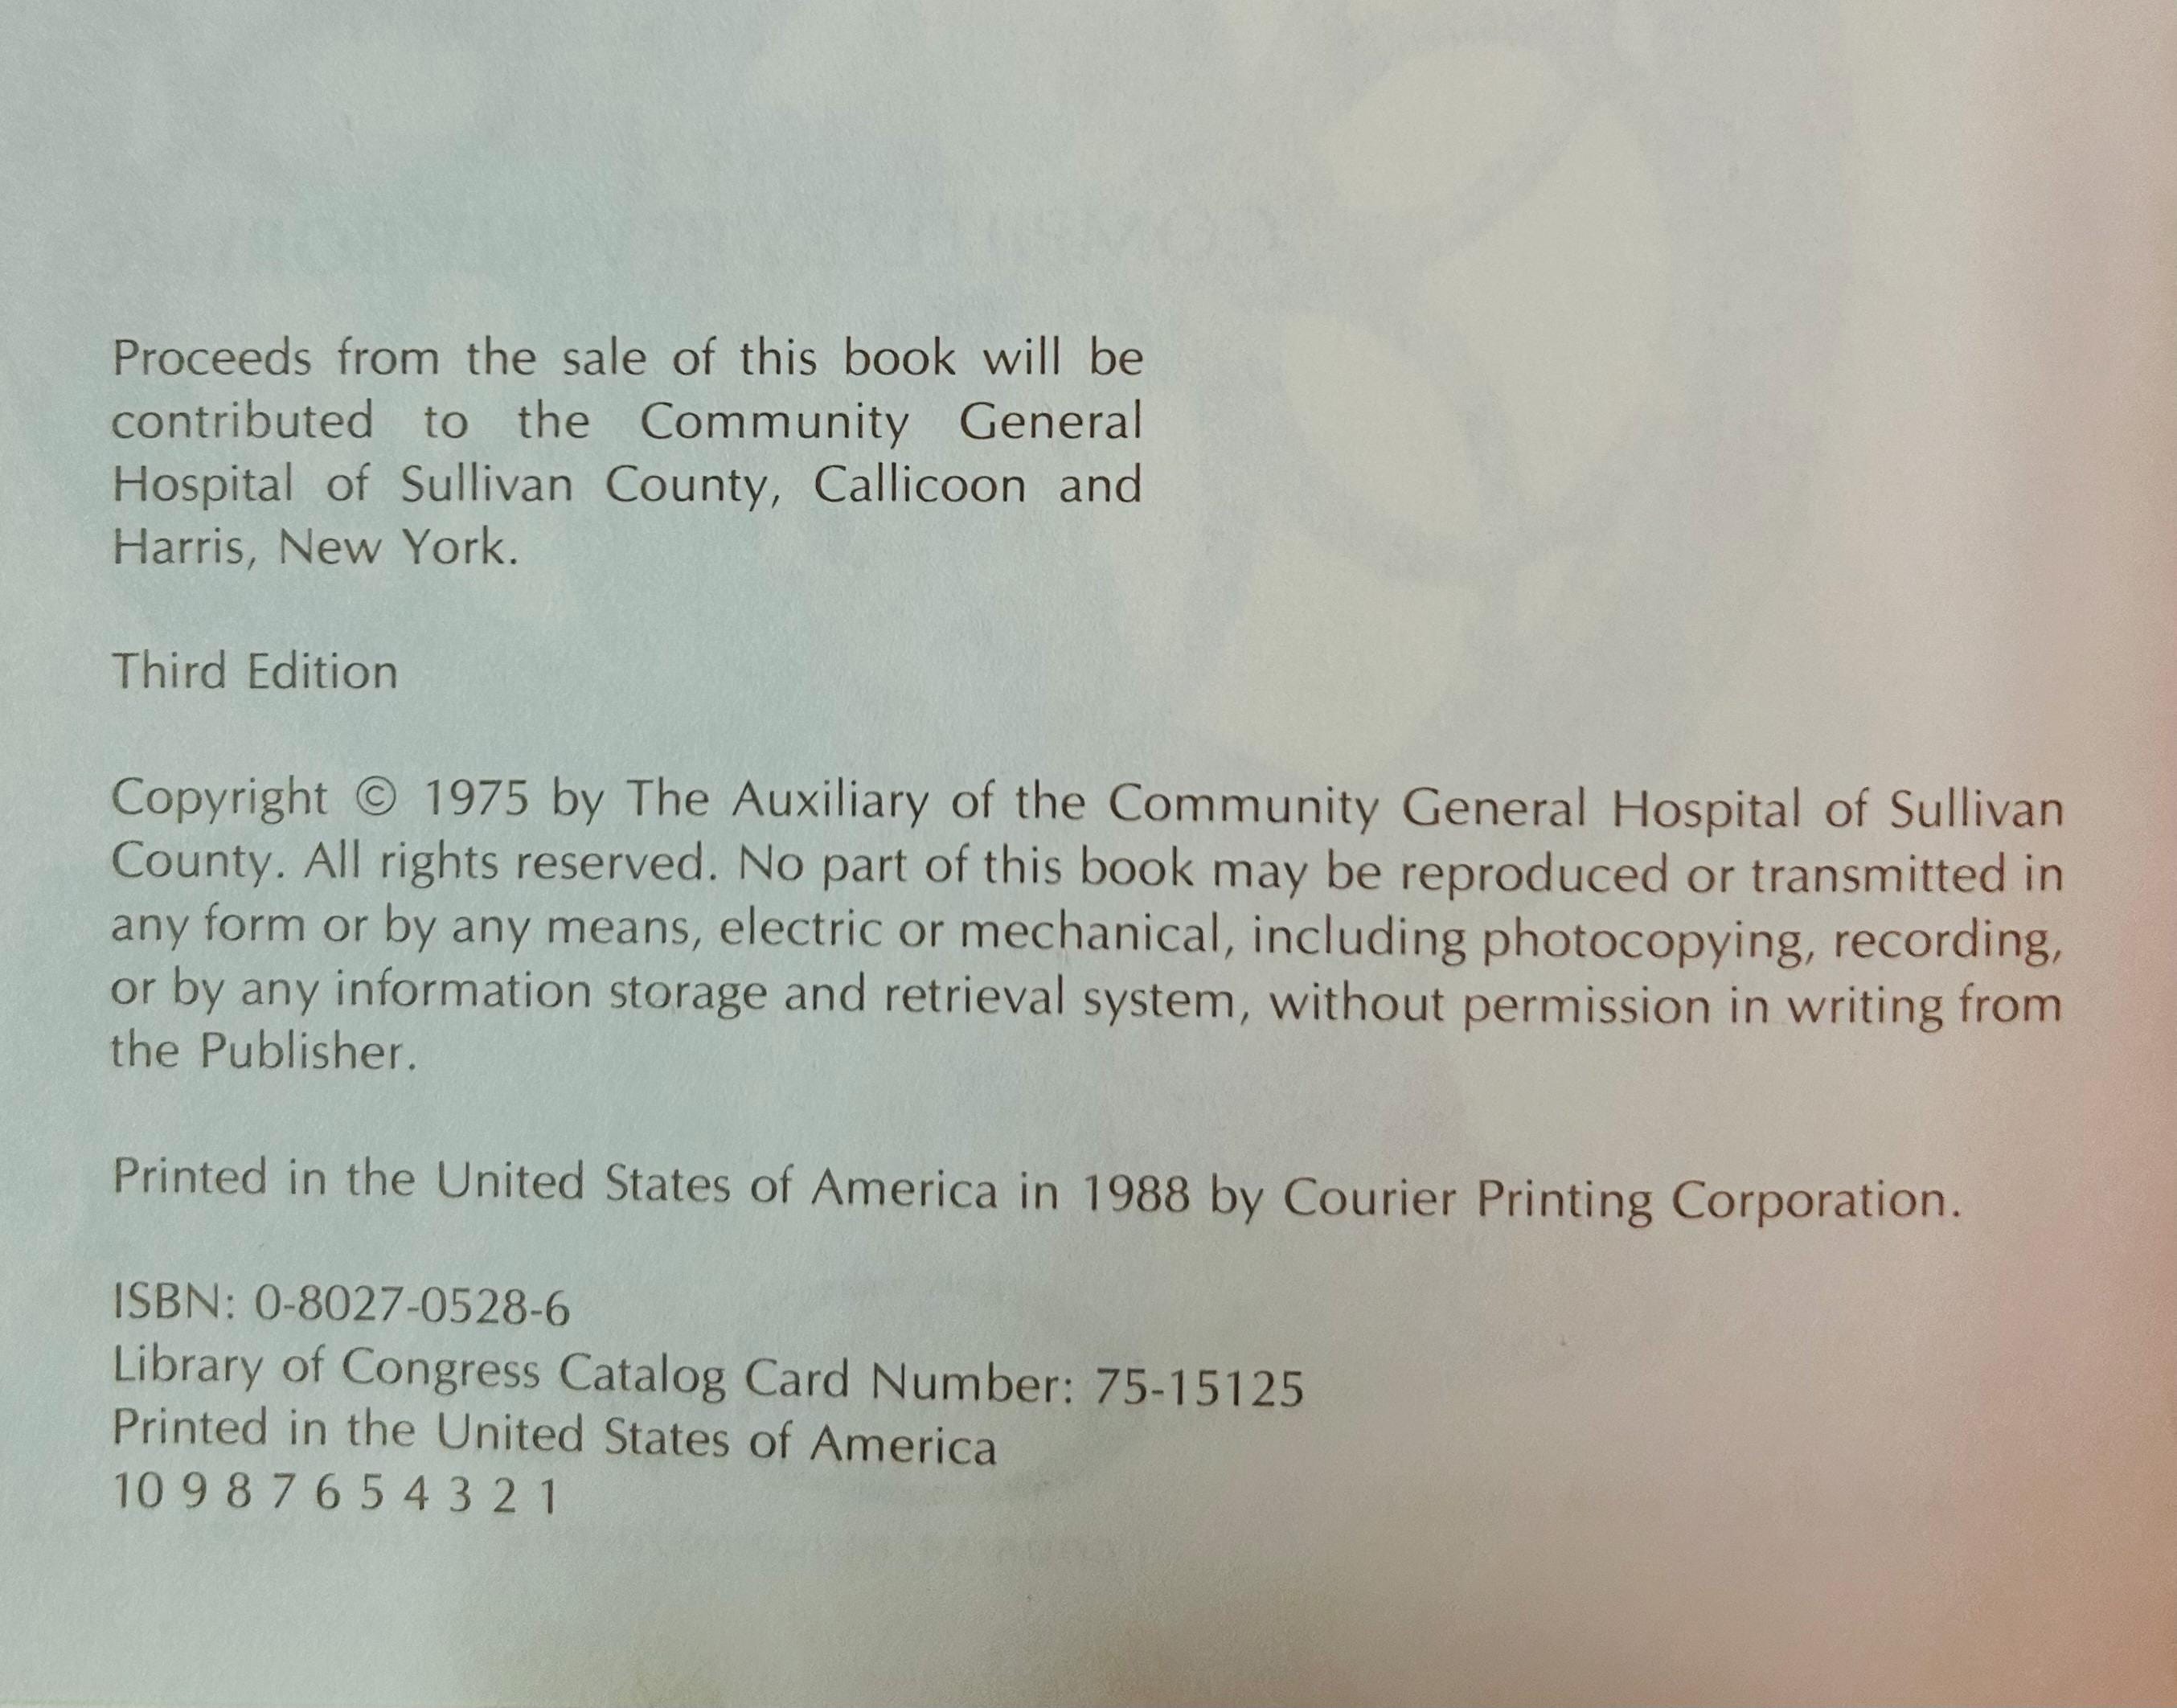 Proceeds from the sale of this book will be
contributed to the Community General
Hospital of Sullivan County, Callicoon and
Harris, New York.
Third Edition
Copyright © 1975 by The Auxiliary of the Community General Hospital of Sullivan
County. All rights reserved. No part of this book may be reproduced or transmitted in
any form or by any means, electric or mechanical, including photocopying, recording,
or by any information storage and retrieval system, without permission in writing from
the Publisher.
Printed in the United States of America in 1988 by Courier Printing Corporation.
ISBN: 0-8027-0528-6
Library of Congress Catalog Card Number: 75-15125
Printed in the United States of America
10 9 8 7 6 5 4 3 2 1